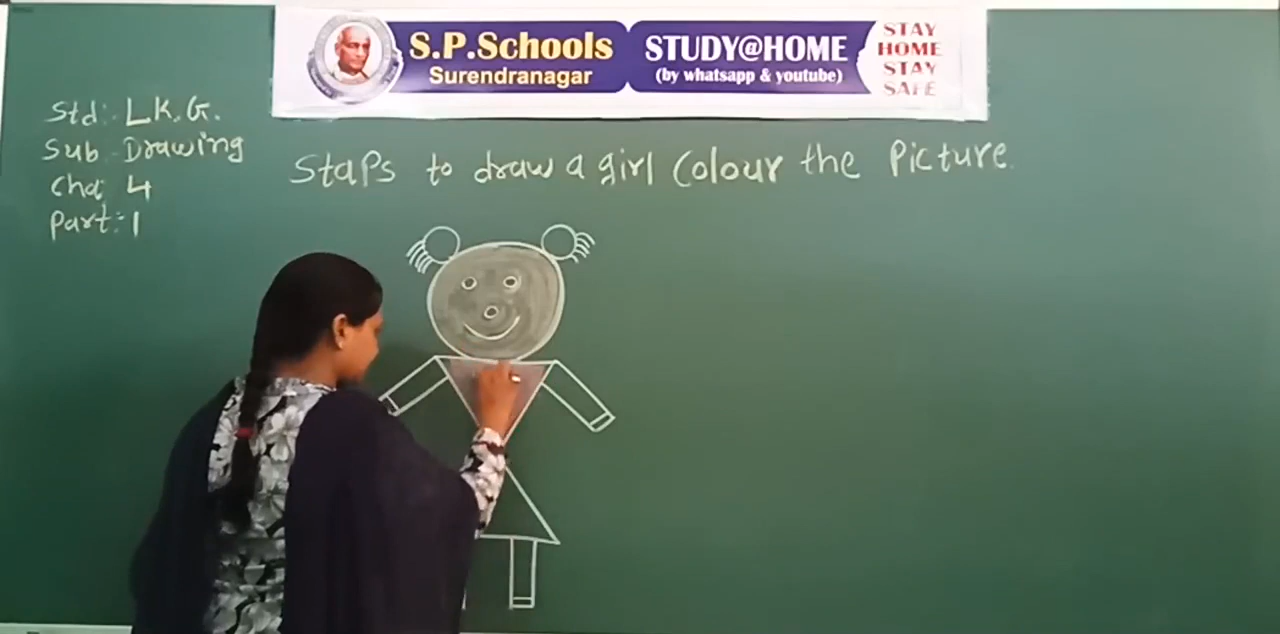 S.P.Schools
Surendranagar
STUDY@HOME
(by whatsapp & youtube)
STAY
HOME
STAY
SAFE
Std: L.K.G.
Sub Drawing
Cha: 4
Part:-1
Staps to draw a girl Colour the Picture.